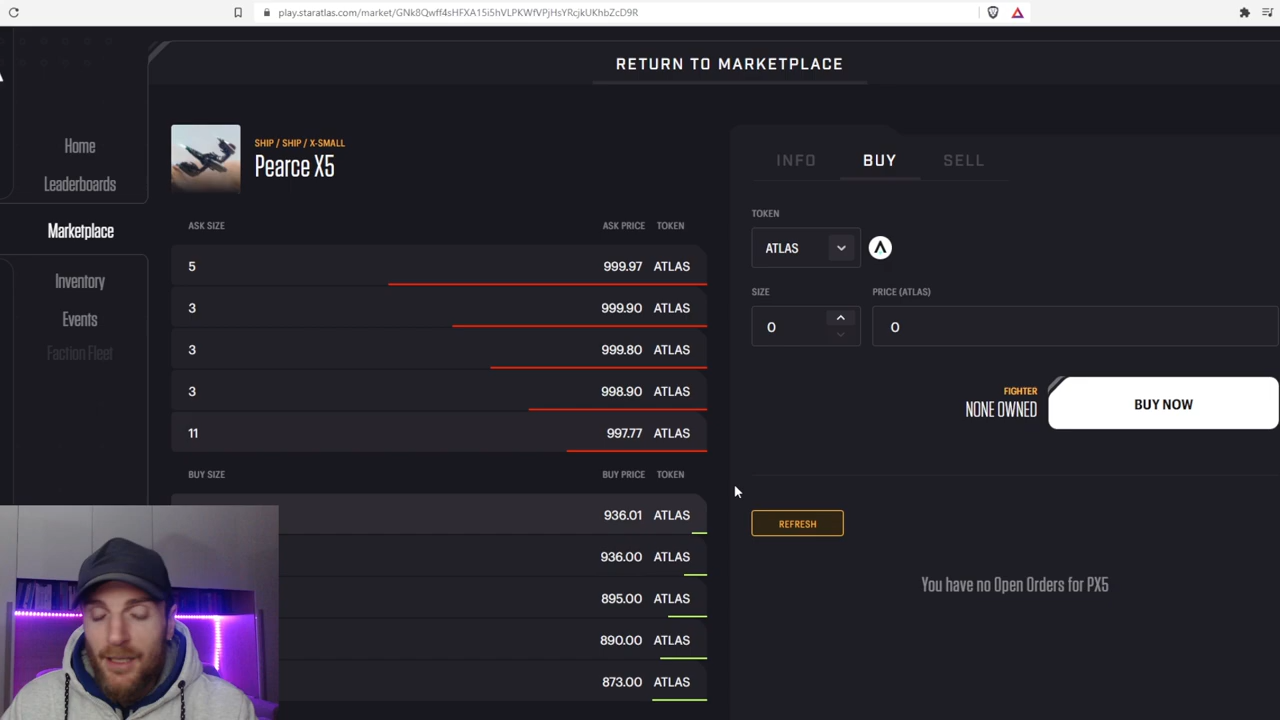 play.staratlas.com/market/GNk8Qwff4sHFXA15i5hVLPKWfVPjHsYRcjkUKhbZcD9R
RETURN TO MARKETPLACE
Home
Leaderboards
Marketplace
Inventory
Events
Faction Fleet
SHIP / SHIP / X-SMALL
Pearce X5
ASK SIZE ASK PRICE TOKEN
5 999.97 ATLAS
3 999.90 ATLAS
3 999.80 ATLAS
3 998.90 ATLAS
11 997.77 ATLAS
BUY SIZE BUY PRICE TOKEN
936.01 ATLAS
936.00 ATLAS
895.00 ATLAS
890.00 ATLAS
873.00 ATLAS
INFO BUY SELL
TOKEN
ATLAS
SIZE PRICE (ATLAS)
0 0
FIGHTER
NONE OWNED
BUY NOW
REFRESH
You have no Open Orders for PX5